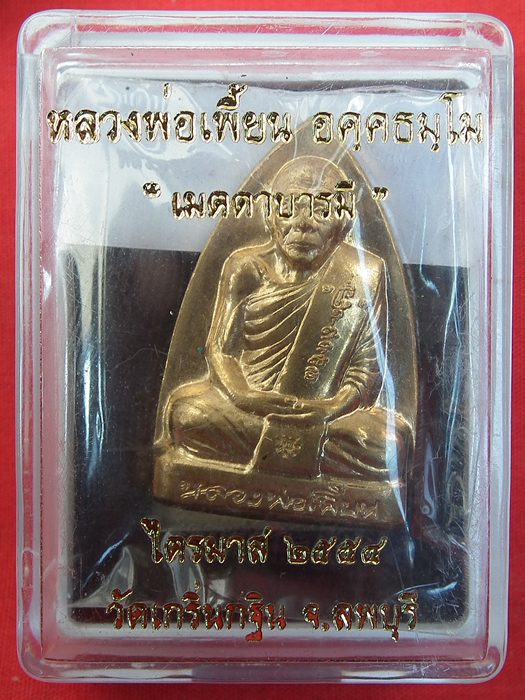 หลวงพ่อเพี้ยน อคฺคธมฺโม
" เมตตาบารมี "
หลวงพ่อเพี้ยน
ไตรมาส ๒๕๕๔
วัดเกริ่นกฐิน จ.ลพบุรี